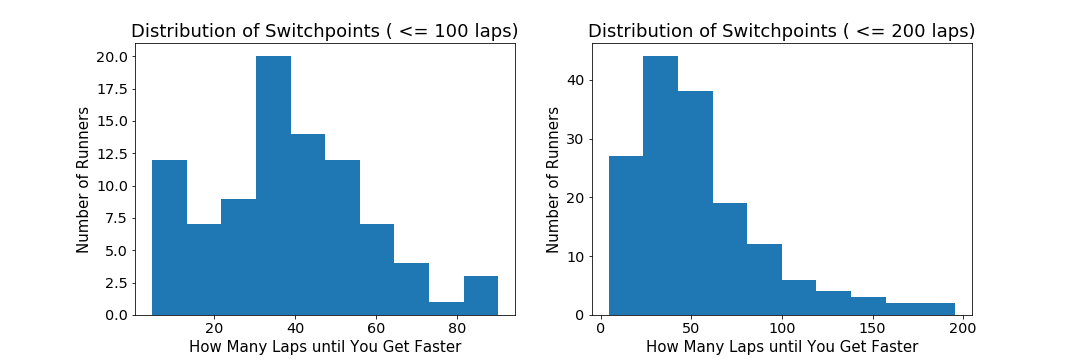 Distribution of Switchpoints ( <= 100 laps)
Number of Runners
20.0
17.5
15.0
12.5
10.0
7.5
5.0
2.5
0.0
20 40 60 80
How Many Laps until You Get Faster
Distribution of Switchpoints ( <= 200 laps)
Number of Runners
40
30
20
10
0
0 50 100 150 200
How Many Laps until You Get Faster